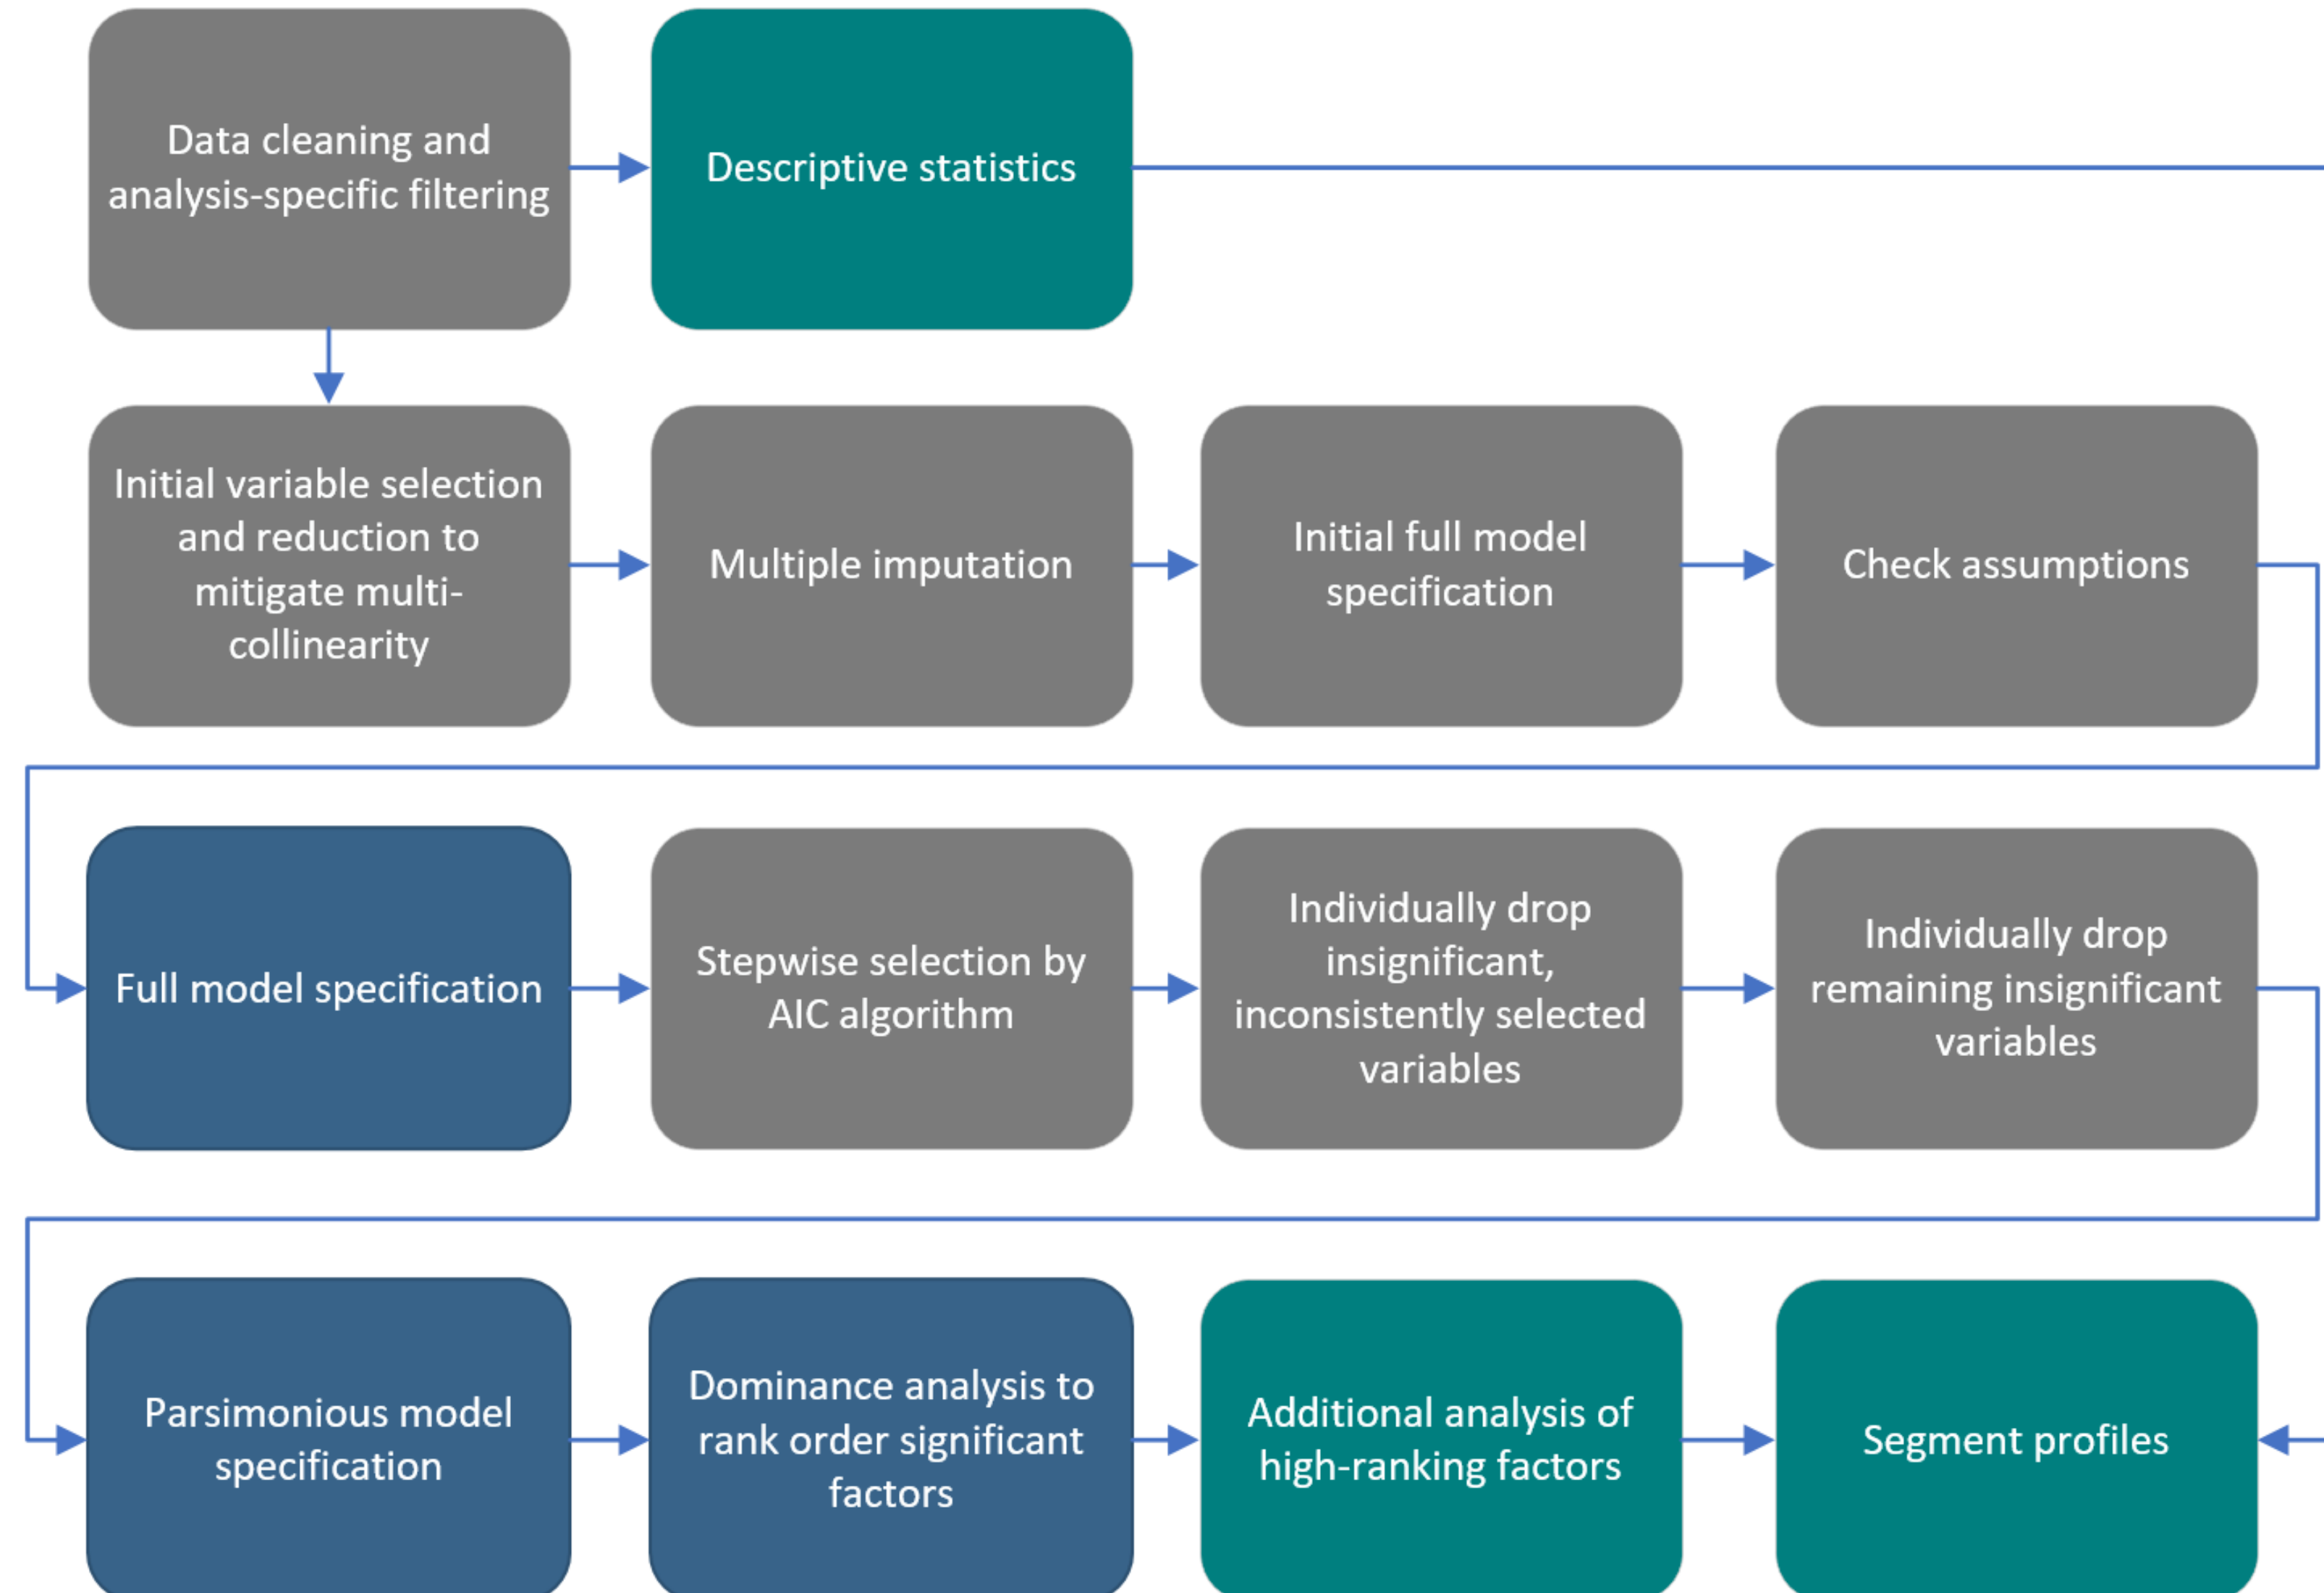 Data cleaning and
analysis-specific filtering
Descriptive statistics
Initial variable selection
and reduction to
mitigate multi-
collinearity
Multiple imputation
Initial full model
specification
Check assumptions
Full model specification
Stepwise selection by
AIC algorithm
Individually drop
insignificant,
inconsistently selected
variables
Individually drop
remaining insignificant
variables
Parsimonious model
specification
Dominance analysis to
rank order significant
factors
Additional analysis of
high-ranking factors
Segment profiles